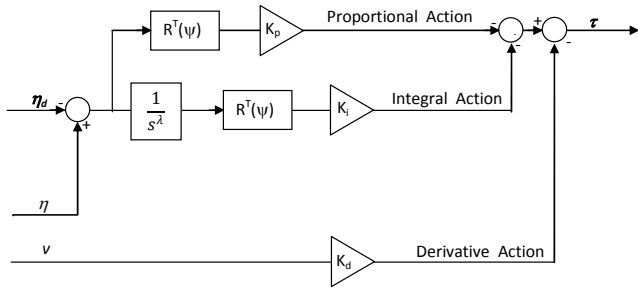 Proportional Action
R^T(ψ)
K_p
-
-
+
-
τ
η_d
-
+
1
s^λ
R^T(ψ)
K_i
Integral Action
η
v
K_d
Derivative Action